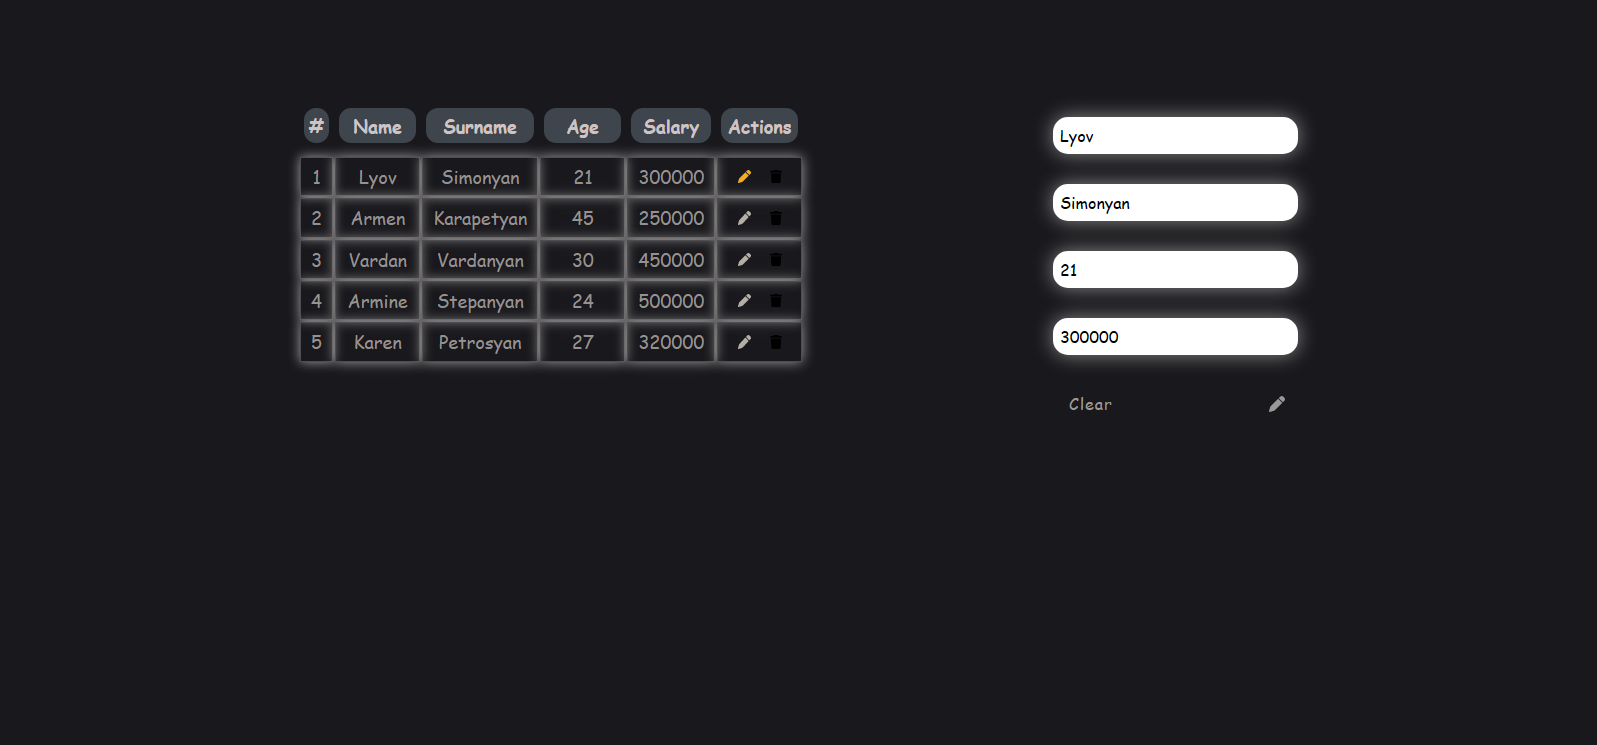 # Name Surname Age Salary Actions
1 Lyov Simonyan 21 300000
2 Armen Karapetyan 45 250000
3 Vardan Vardanyan 30 450000
4 Armine Stepanyan 24 500000
5 Karen Petrosyan 27 320000
Lyov
Simonyan
21
300000
Clear